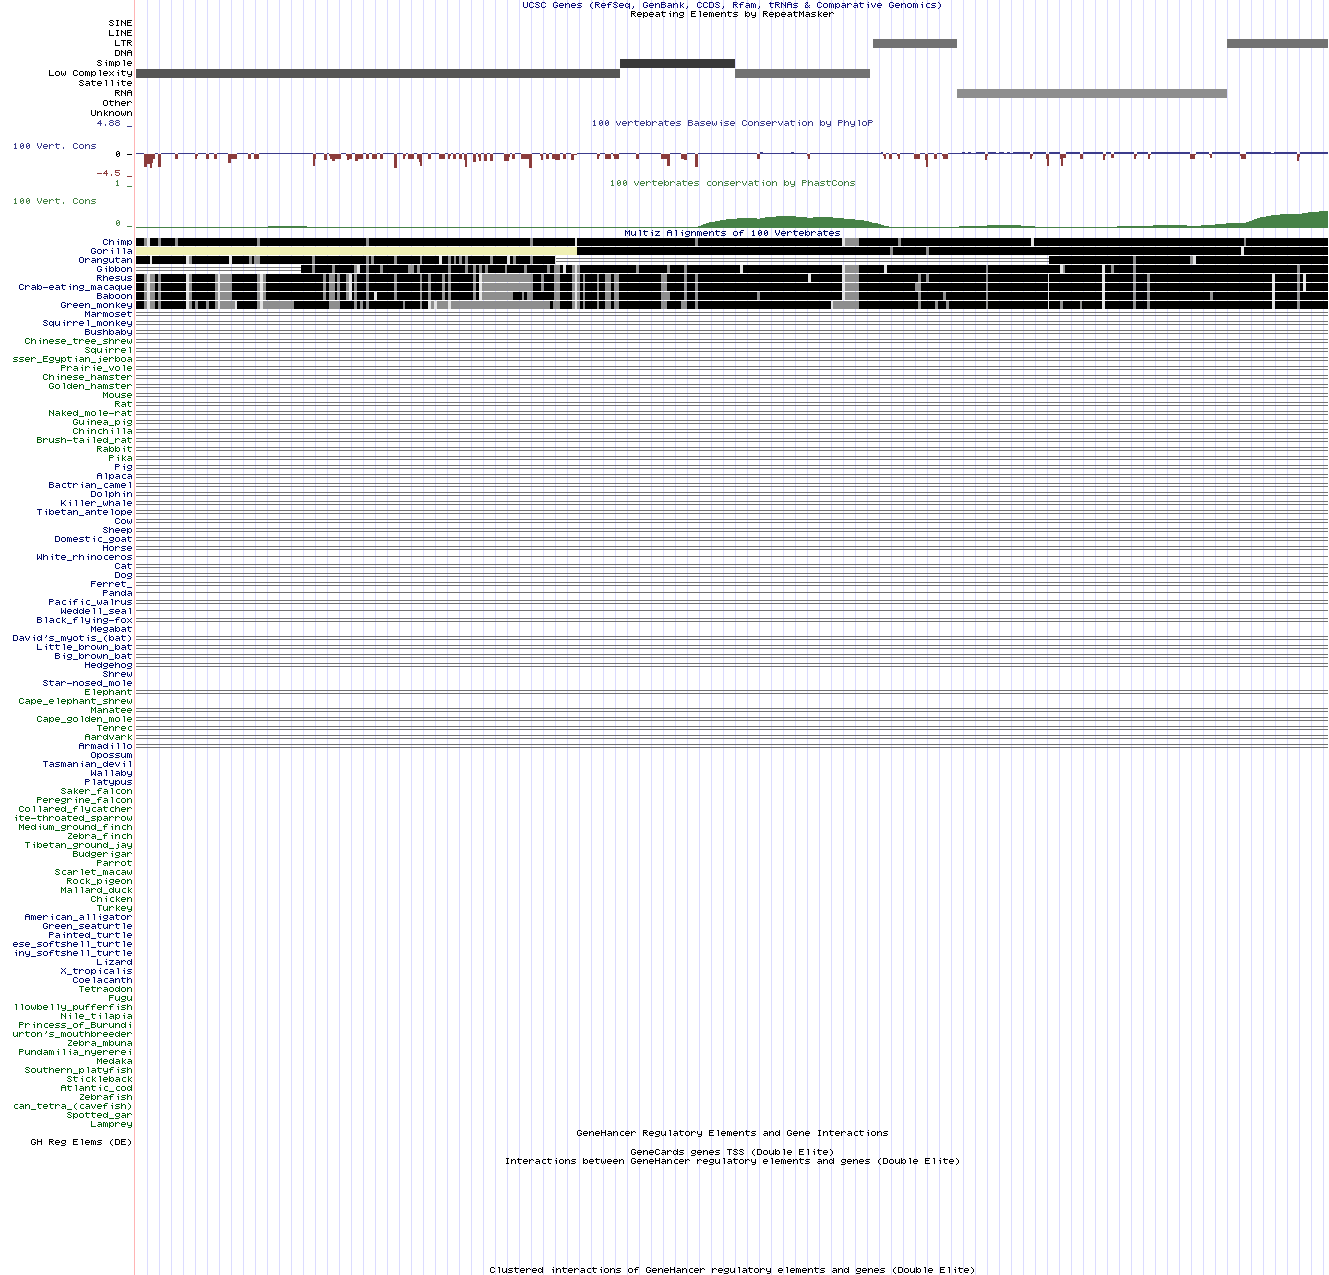 UCSC Genes (RefSeq, GenBank, CCDS, Rfam, tRNAs & Comparative Genomics)
Repeating Elements by RepeatMasker
SINE
LINE
LTR
DNA
Simple
Low Complexity
Satellite
RNA
Other
Unknown
100 vertebrates Basewise Conservation by PhyloP
4.88 _
100 Vert. Cons
0 -
-4.5 _
100 vertebrates conservation by PhastCons
1 _
100 Vert. Cons
0 _
Multiz Alignments of 100 Vertebrates
Chimp
Gorilla
Orangutan
Gibbon
Rhesus
Crab-eating_macaque
Baboon
Green_monkey
Marmoset
Squirrel_monkey
Bushbaby
Chinese_tree_shrew
Squirrel
sser_Egyptian_jerboa
Prairie_vole
Chinese_hamster
Golden_hamster
Mouse
Rat
Naked_mole-rat
Guinea_pig
Chinchilla
Brush-tailed_rat
Rabbit
Pika
Pig
Alpaca
Bactrian_camel
Dolphin
Killer_whale
Tibetan_antelope
Cow
Sheep
Domestic_goat
Horse
White_rhinoceros
Cat
Dog
Ferret_
Panda
Pacific_walrus
Weddell_seal
Black_flying-fox
Megabat
David's_myotis_(bat)
Little_brown_bat
Big_brown_bat
Hedgehog
Shrew
Star-nosed_mole
Elephant
Cape_elephant_shrew
Manatee
Cape_golden_mole
Tenrec
Aardvark
Armadillo
Opossum
Tasmanian_devil
Wallaby
Platypus
Saker_falcon
Peregrine_falcon
Collared_flycatcher
ite-throated_sparrow
Medium_ground_finch
Zebra_finch
Tibetan_ground_jay
Budgerigar
Parrot
Scarlet_macaw
Rock_pigeon
Mallard_duck
Chicken
Turkey
American_alligator
Green_seaturtle
Painted_turtle
ese_softshell_turtle
iny_softshell_turtle
Lizard
X_tropicalis
Coelacanth
Tetraodon
Fugu
llowbelly_pufferfish
Nile_tilapia
Princess_of_Burundi
urton's_mouthbreeder
Zebra_mbuna
Pundamilia_nyererei
Medaka
Southern_platyfish
Stickleback
Atlantic_cod
Zebrafish
can_tetra_(cavefish)
Spotted_gar
Lamprey
GeneHancer Regulatory Elements and Gene Interactions
GH Reg Elems (DE)
GeneCards genes TSS (Double Elite)
Interactions between GeneHancer regulatory elements and genes (Double Elite)
Clustered interactions of GeneHancer regulatory elements and genes (Double Elite)